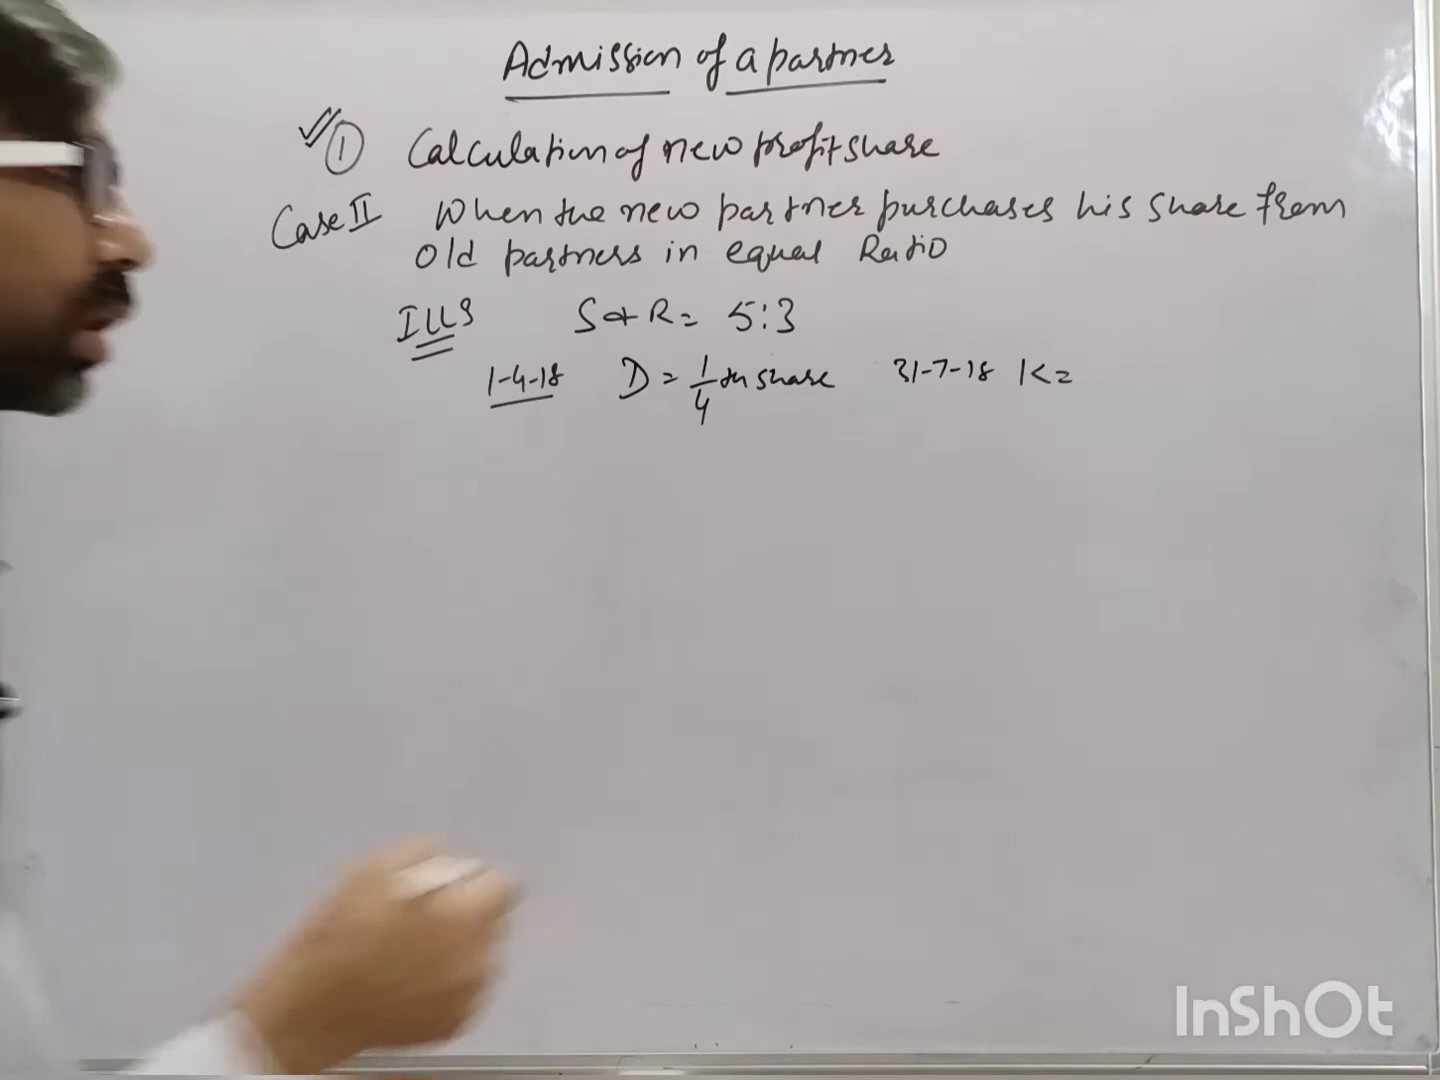 Admission of a partner
① Calculation of new profit share
Case II When the new partner purchases his share from
old partners in equal Ratio
ILLS S & R = 5:3
1-4-18 D = 1/4 th share 31-7-18 K =
InShOt